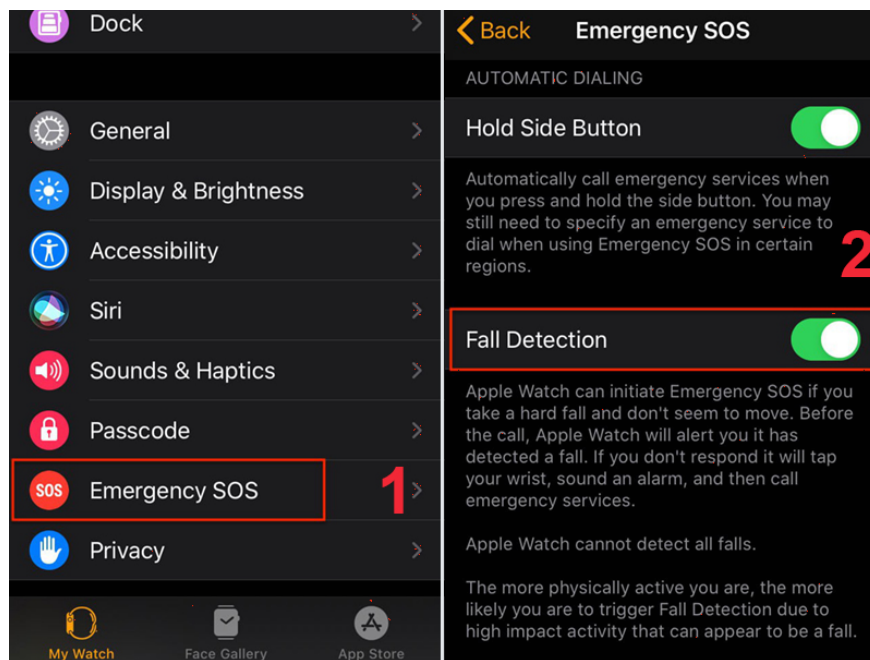 Dock
General
Display & Brightness
Accessibility
Siri
Sounds & Haptics
Passcode
SOS
Emergency SOS
1
Privacy
My Watch
Face Gallery
App Store
Back
Emergency SOS
AUTOMATIC DIALING
Hold Side Button
Automatically call emergency services when
you press and hold the side button. You may
still need to specify an emergency service to
dial when using Emergency SOS in certain
regions.
2
Fall Detection
Apple Watch can initiate Emergency SOS if you
take a hard fall and don't seem to move. Before
the call, Apple Watch will alert you it has
detected a fall. If you don't respond it will tap
your wrist, sound an alarm, and then call
emergency services.
Apple Watch cannot detect all falls.
The more physically active you are, the more
likely you are to trigger Fall Detection due to
high impact activity that can appear to be a fall.